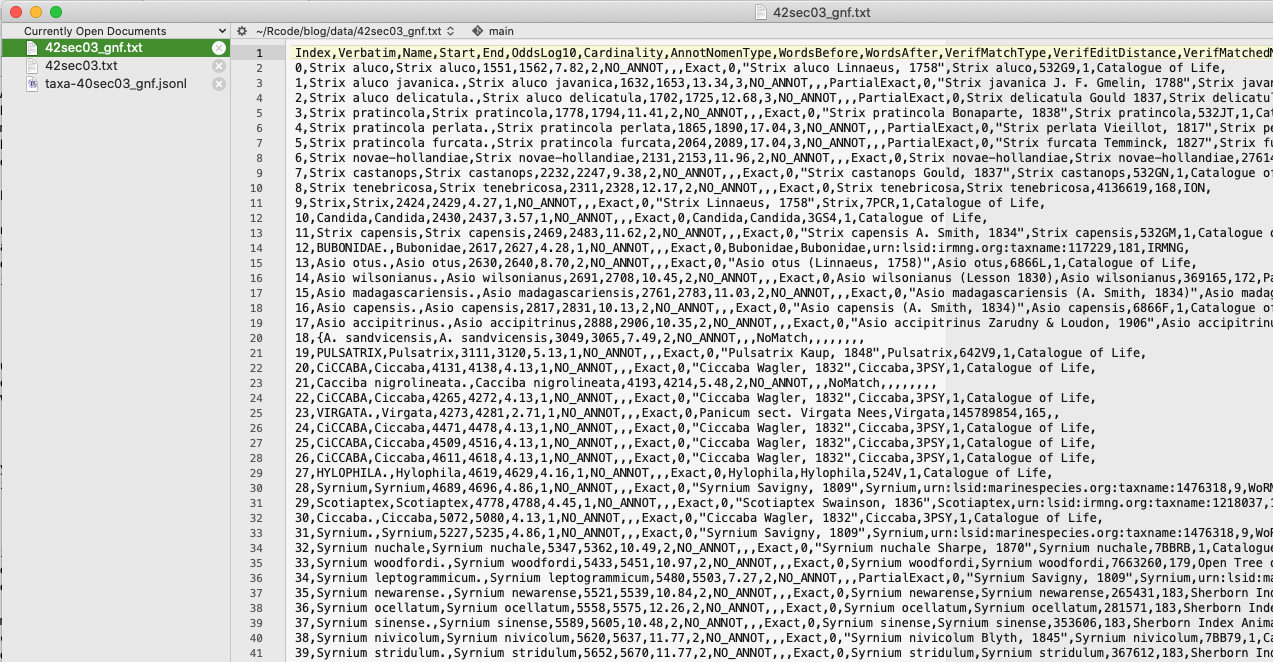 42sec03_gnf.txt
Currently Open Documents
~/Rcode/blog/data/42sec03_gnf.txt
main
42sec03_gnf.txt
42sec03.txt
taxa-40sec03_gnf.jsonl
1 Index,Verbatim,Name,Start,End,OddsLog10,Cardinality,AnnotNomenType,WordsBefore,WordsAfter,VerifMatchType,VerifEditDistance,VerifMatchedN
2 0,Strix aluco,Strix aluco,1551,1562,7.82,2,NO_ANNOT,,,Exact,0,"Strix aluco Linnaeus, 1758",Strix aluco,532G9,1,Catalogue of Life,
3 1,Strix aluco javanica.,Strix aluco javanica,1632,1653,13.34,3,NO_ANNOT,,,PartialExact,0,"Strix javanica J. F. Gmelin, 1788",Strix javan
4 2,Strix aluco delicatula.,Strix aluco delicatula,1702,1725,12.68,3,NO_ANNOT,,,PartialExact,0,Strix delicatula Gould 1837,Strix delicatul
5 3,Strix pratincola,Strix pratincola,1778,1794,11.41,2,NO_ANNOT,,,Exact,0,"Strix pratincola Bonaparte, 1838",Strix pratincola,532JT,1,Cat
6 4,Strix pratincola perlata.,Strix pratincola perlata,1865,1890,17.04,3,NO_ANNOT,,,PartialExact,0,"Strix perlata Vieillot, 1817",Strix pe
7 5,Strix pratincola furcata.,Strix pratincola furcata,2064,2089,17.04,3,NO_ANNOT,,,PartialExact,0,"Strix furcata Temminck, 1827",Strix fu
8 6,Strix novae-hollandiae,Strix novae-hollandiae,2131,2153,11.96,2,NO_ANNOT,,,Exact,0,Strix novae-hollandiae,Strix novae-hollandiae,27614
9 7,Strix castanops,Strix castanops,2232,2247,9.38,2,NO_ANNOT,,,Exact,0,"Strix castanops Gould, 1837",Strix castanops,532GN,1,Catalogue of
10 8,Strix tenebricosa,Strix tenebricosa,2311,2328,12.17,2,NO_ANNOT,,,Exact,0,Strix tenebricosa,Strix tenebricosa,4136619,168,ION,
11 9,Strix,Strix,2424,2429,4.27,1,NO_ANNOT,,,Exact,0,"Strix Linnaeus, 1758",Strix,7PCR,1,Catalogue of Life,
12 10,Candida,Candida,2430,2437,3.57,1,NO_ANNOT,,,Exact,0,Candida,Candida,3GS4,1,Catalogue of Life,
13 11,Strix capensis,Strix capensis,2469,2483,11.62,2,NO_ANNOT,,,Exact,0,"Strix capensis A. Smith, 1834",Strix capensis,532GM,1,Catalogue o
14 12,BUBONIDAE.,Bubonidae,2617,2627,4.28,1,NO_ANNOT,,,Exact,0,Bubonidae,Bubonidae,urn:lsid:irmng.org:taxname:117229,181,IRMNG,
15 13,Asio otus.,Asio otus,2630,2640,8.70,2,NO_ANNOT,,,Exact,0,"Asio otus (Linnaeus, 1758)",Asio otus,6866L,1,Catalogue of Life,
16 14,Asio wilsonianus.,Asio wilsonianus,2691,2708,10.45,2,NO_ANNOT,,,Exact,0,Asio wilsonianus (Lesson 1830),Asio wilsonianus,369165,172,Pa
17 15,Asio madagascariensis.,Asio madagascariensis,2761,2783,11.03,2,NO_ANNOT,,,Exact,0,"Asio madagascariensis (A. Smith, 1834)",Asio madag
18 16,Asio capensis.,Asio capensis,2817,2831,10.13,2,NO_ANNOT,,,Exact,0,"Asio capensis (A. Smith, 1834)",Asio capensis,6866F,1,Catalogue of
19 17,Asio accipitrinus.,Asio accipitrinus,2888,2906,10.35,2,NO_ANNOT,,,Exact,0,"Asio accipitrinus Zarudny & Loudon, 1906",Asio accipitrinu
20 18,{A. sandvicensis,A. sandvicensis,3049,3065,7.49,2,NO_ANNOT,,,NoMatch,,,,,,,,
21 19,PULSATRIX,Pulsatrix,3111,3120,5.13,1,NO_ANNOT,,,Exact,0,"Pulsatrix Kaup, 1848",Pulsatrix,642V9,1,Catalogue of Life,
22 20,CiCCABA,Ciccaba,4131,4138,4.13,1,NO_ANNOT,,,Exact,0,"Ciccaba Wagler, 1832",Ciccaba,3PSY,1,Catalogue of Life,
23 21,Cacciba nigrolineata.,Cacciba nigrolineata,4193,4214,5.48,2,NO_ANNOT,,,NoMatch,,,,,,,,
24 22,CiCCABA,Ciccaba,4265,4272,4.13,1,NO_ANNOT,,,Exact,0,"Ciccaba Wagler, 1832",Ciccaba,3PSY,1,Catalogue of Life,
25 23,VIRGATA.,Virgata,4273,4281,2.71,1,NO_ANNOT,,,Exact,0,Panicum sect. Virgata Nees,Virgata,145789854,165,,
26 24,CiCCABA,Ciccaba,4471,4478,4.13,1,NO_ANNOT,,,Exact,0,"Ciccaba Wagler, 1832",Ciccaba,3PSY,1,Catalogue of Life,
27 25,CiCCABA,Ciccaba,4509,4516,4.13,1,NO_ANNOT,,,Exact,0,"Ciccaba Wagler, 1832",Ciccaba,3PSY,1,Catalogue of Life,
28 26,CiCCABA,Ciccaba,4611,4618,4.13,1,NO_ANNOT,,,Exact,0,"Ciccaba Wagler, 1832",Ciccaba,3PSY,1,Catalogue of Life,
29 27,HYLOPHILA.,Hylophila,4619,4629,4.16,1,NO_ANNOT,,,Exact,0,Hylophila,Hylophila,524V,1,Catalogue of Life,
30 28,Syrnium,Syrnium,4689,4696,4.86,1,NO_ANNOT,,,Exact,0,"Syrnium Savigny, 1809",Syrnium,urn:lsid:marinespecies.org:taxname:1476318,9,WoRM
31 29,Scotiaptex,Scotiaptex,4778,4788,4.45,1,NO_ANNOT,,,Exact,0,"Scotiaptex Swainson, 1836",Scotiaptex,urn:lsid:irmng.org:taxname:1218037,1
32 30,Ciccaba.,Ciccaba,5072,5080,4.13,1,NO_ANNOT,,,Exact,0,"Ciccaba Wagler, 1832",Ciccaba,3PSY,1,Catalogue of Life,
33 31,Syrnium.,Syrnium,5227,5235,4.86,1,NO_ANNOT,,,Exact,0,"Syrnium Savigny, 1809",Syrnium,urn:lsid:marinespecies.org:taxname:1476318,9,WoR
34 32,Syrnium nuchale,Syrnium nuchale,5347,5362,10.49,2,NO_ANNOT,,,Exact,0,"Syrnium nuchale Sharpe, 1870",Syrnium nuchale,7BBRB,1,Catalogue
35 33,Syrnium woodfordi.,Syrnium woodfordi,5433,5451,10.97,2,NO_ANNOT,,,Exact,0,Syrnium woodfordi,Syrnium woodfordi,7663260,179,Open Tree o
36 34,Syrnium leptogrammicum.,Syrnium leptogrammicum,5480,5503,7.27,2,NO_ANNOT,,,PartialExact,0,"Syrnium Savigny, 1809",Syrnium,urn:lsid:ma
37 35,Syrnium newarense.,Syrnium newarense,5521,5539,10.84,2,NO_ANNOT,,,Exact,0,Syrnium newarense,Syrnium newarense,265431,183,Sherborn Ind
38 36,Syrnium ocellatum,Syrnium ocellatum,5558,5575,12.26,2,NO_ANNOT,,,Exact,0,Syrnium ocellatum,Syrnium ocellatum,281571,183,Sherborn Inde
39 37,Syrnium sinense.,Syrnium sinense,5589,5605,10.48,2,NO_ANNOT,,,Exact,0,Syrnium sinense,Syrnium sinense,353606,183,Sherborn Index Anima
40 38,Syrnium nivicolum,Syrnium nivicolum,5620,5637,11.77,2,NO_ANNOT,,,Exact,0,"Syrnium nivicolum Blyth, 1845",Syrnium nivicolum,7BB79,1,Ca
41 39,Syrnium stridulum.,Syrnium stridulum,5652,5670,11.77,2,NO_ANNOT,,,Exact,0,Syrnium stridulum,Syrnium stridulum,367612,183,Sherborn Ind